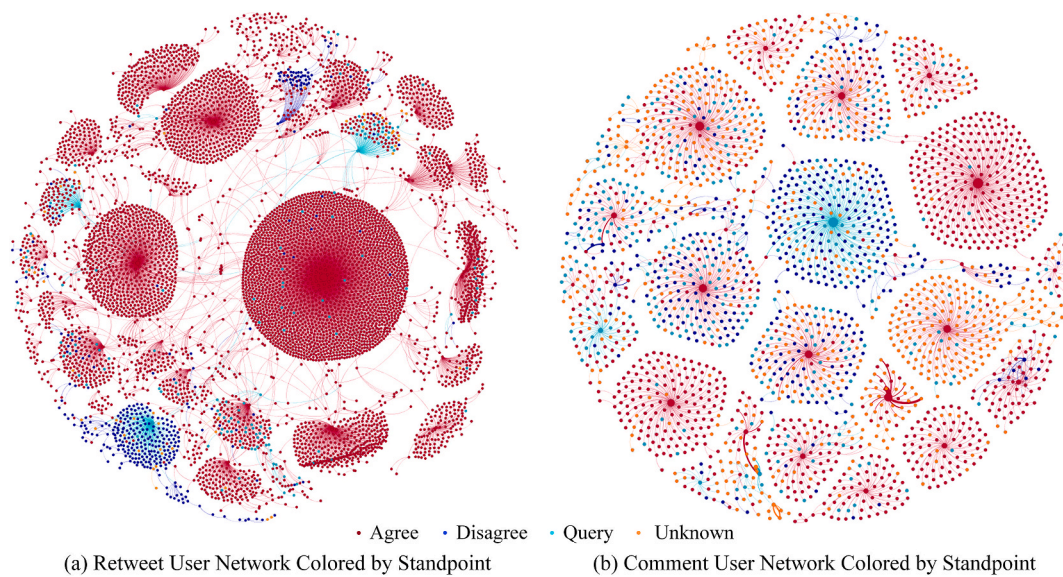 • Agree • Disagree • Query • Unknown
(a) Retweet User Network Colored by Standpoint (b) Comment User Network Colored by Standpoint